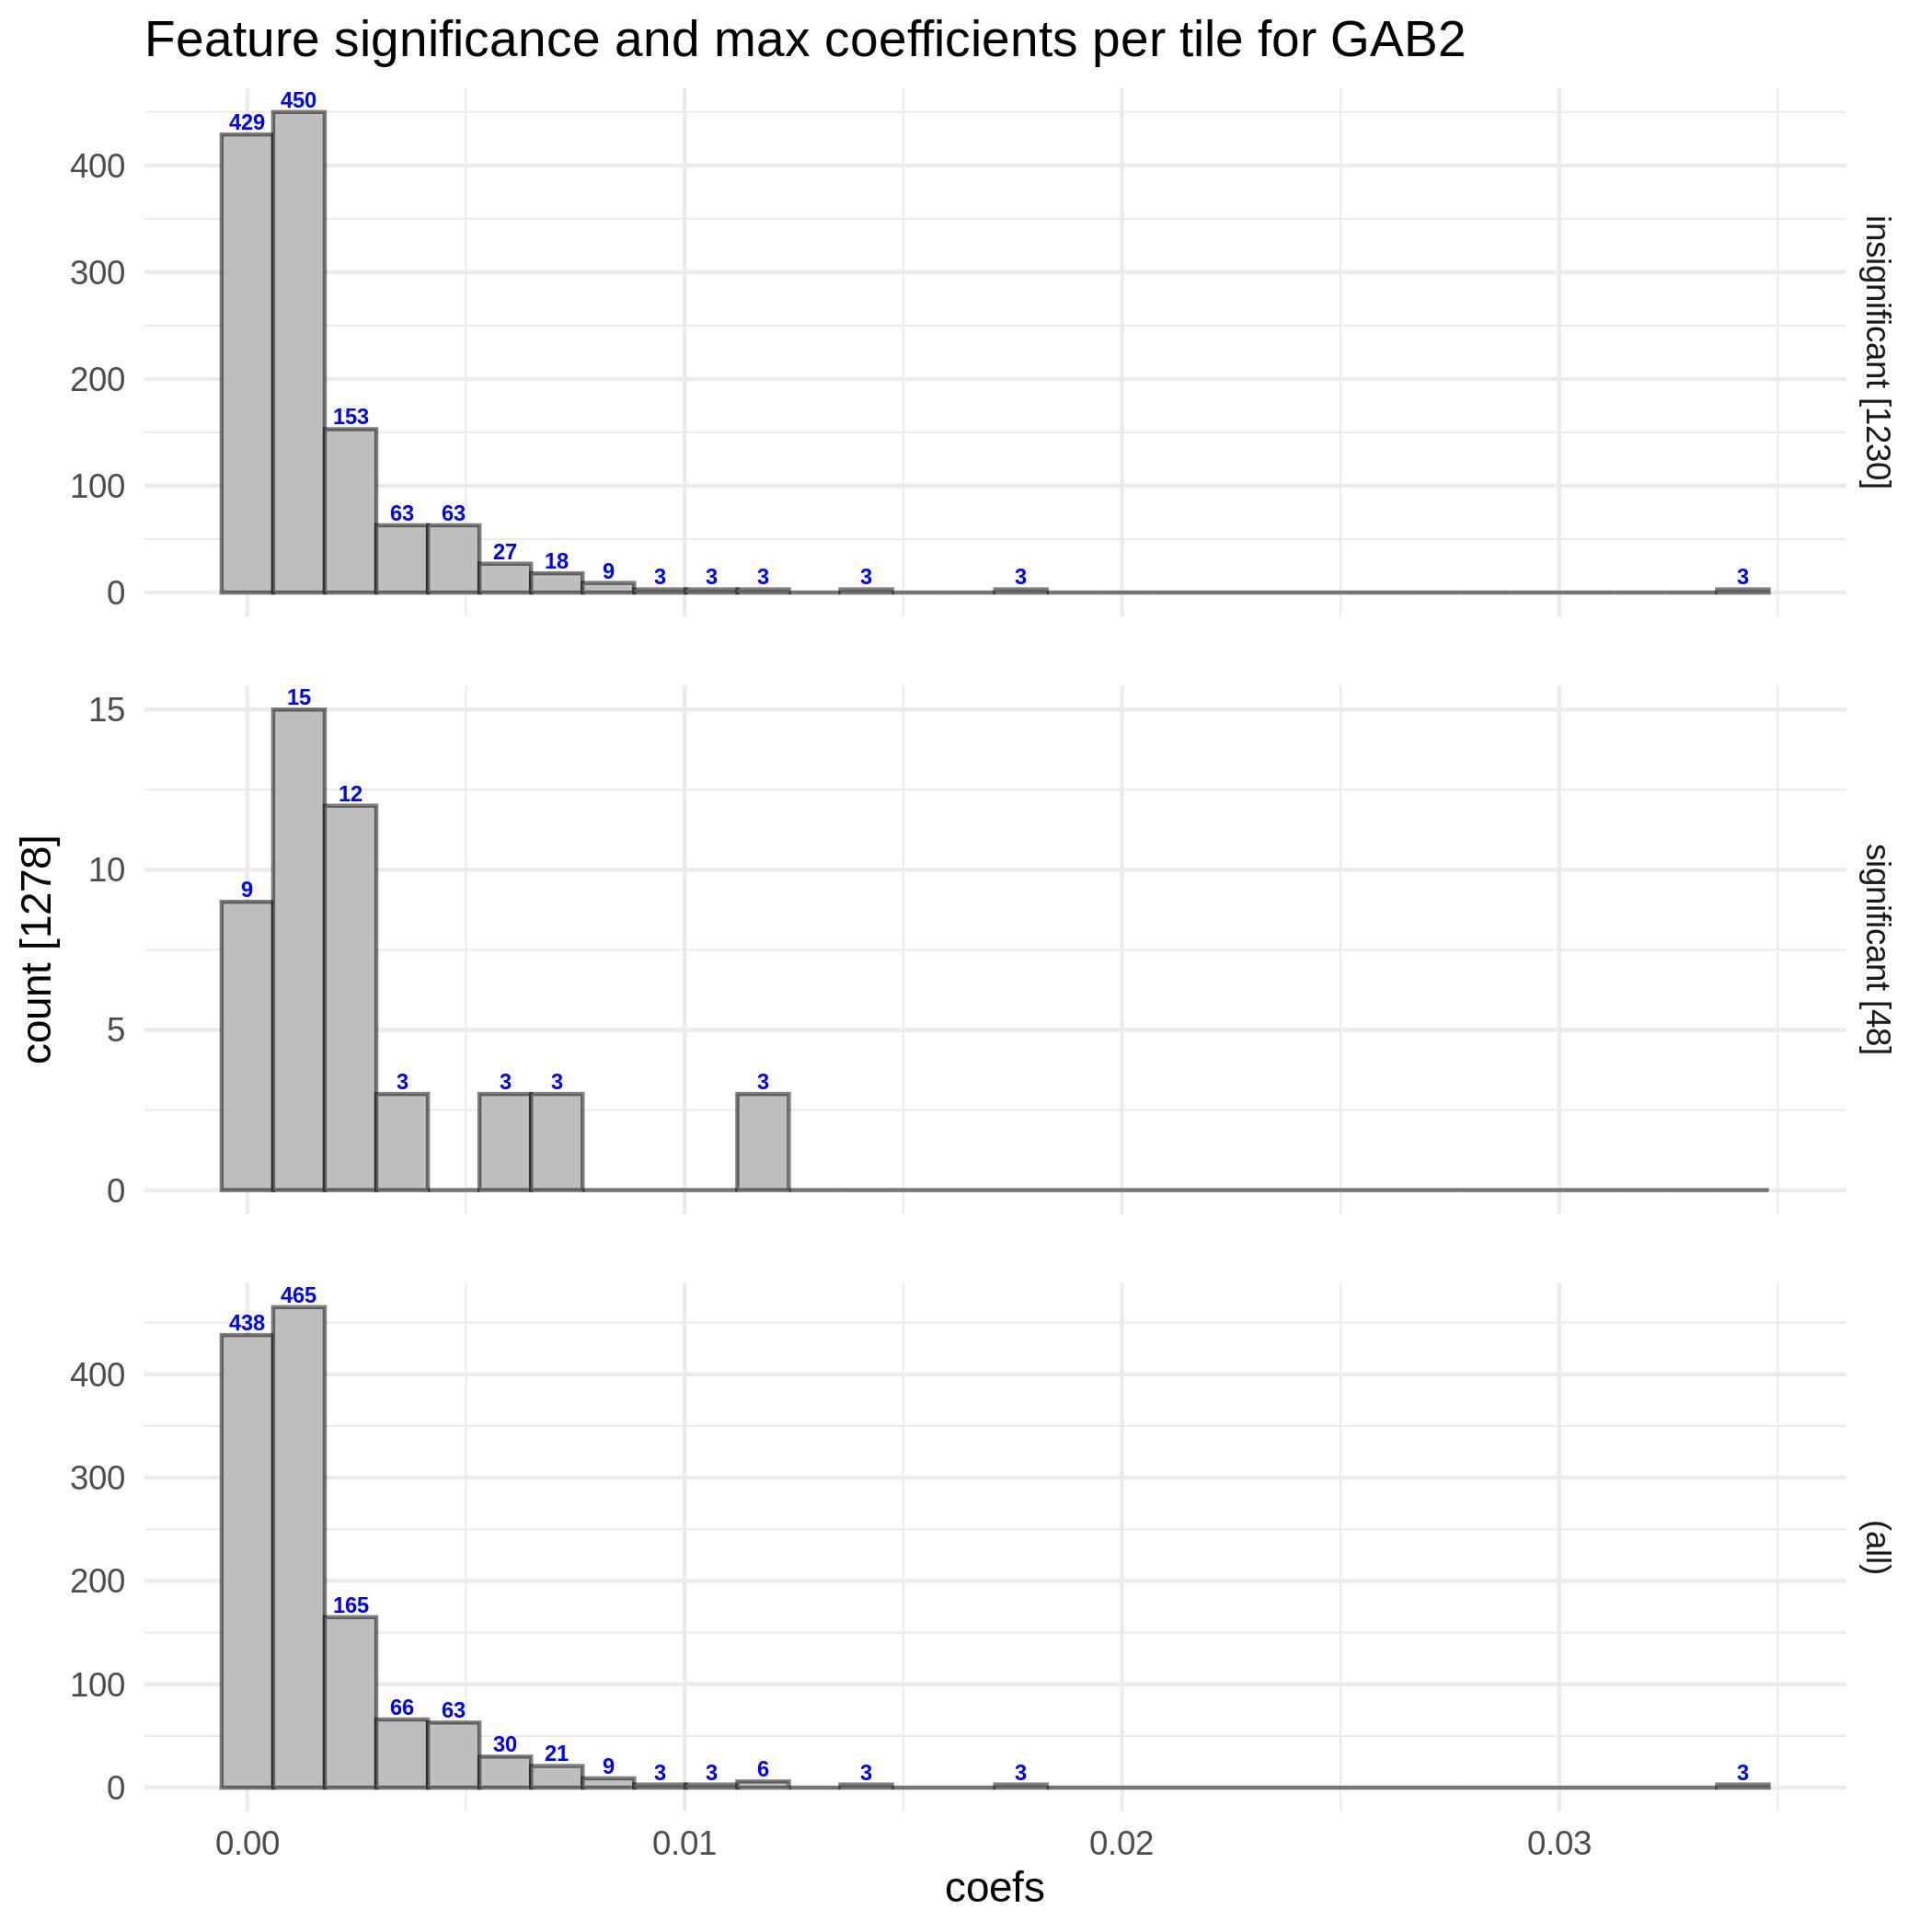 Feature significance and max coefficients per tile for GAB2
450
429
400
300
200
153
100
63 63
27 18 9 3 3 3 3 3 3
0
insignificant [1230]
15
15
12
10
9
5
3 3 3 3
0
significant [48]
count [1278]
465
438
400
300
200
165
100
66 63
30 21 9 3 3 6 3 3 3
0
(all)
0.00 0.01 0.02 0.03
coefs